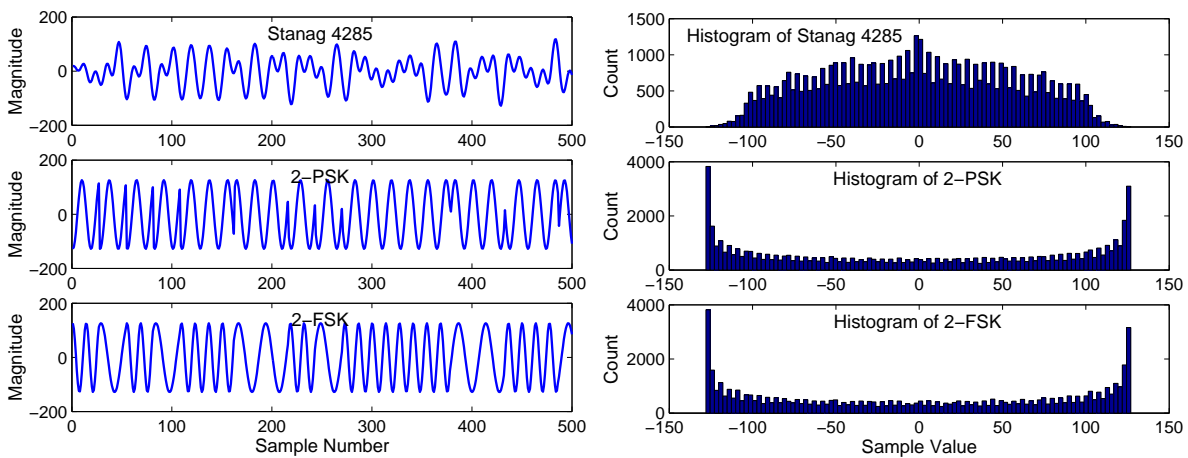 200
0
−200
Magnitude
Stanag 4285
0 100 200 300 400 500
200
0
−200
Magnitude
2−PSK
0 100 200 300 400 500
200
0
−200
Magnitude
2−FSK
0 100 200 300 400 500
Sample Number
1500
1000
500
0
Count
Histogram of Stanag 4285
−150 −100 −50 0 50 100 150
4000
2000
0
Count
Histogram of 2−PSK
−150 −100 −50 0 50 100 150
4000
2000
0
Count
Histogram of 2−FSK
−150 −100 −50 0 50 100 150
Sample Value